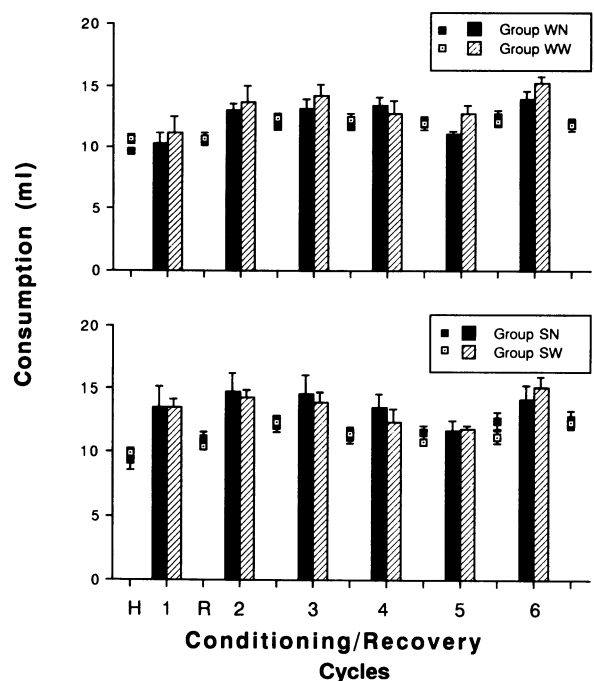 20
15
10
5
0
Group WN
Group WW
Consumption (ml)
20
15
10
5
0
Group SN
Group SW
H 1 R 2 3 4 5 6
Conditioning/Recovery
Cycles